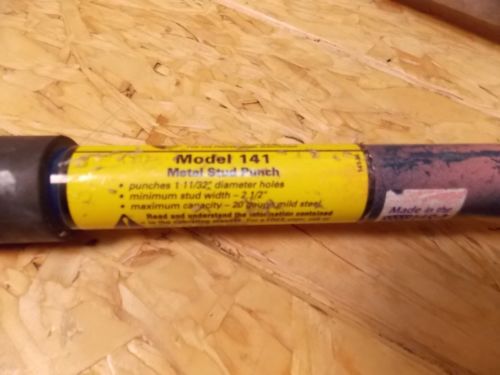 Model 141
Metal Stud Punch
• punches 1 11/32" diameter holes
• minimum stud width – 2 1/2"
• maximum capacity – 20 gauge mild steel
Read and understand the information contained
Made in the